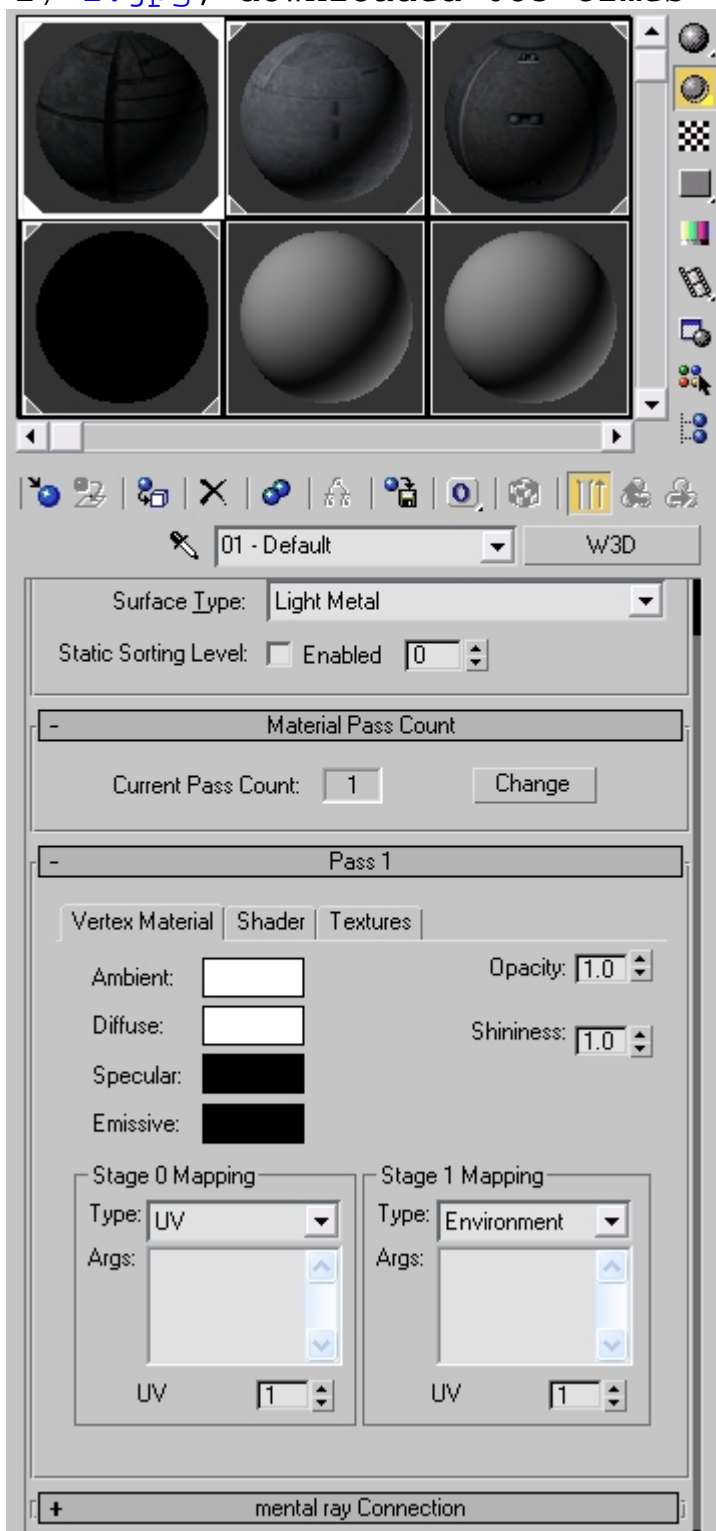 01 - Default W3D
Surface Type: Light Metal
Static Sorting Level: Enabled 0
- Material Pass Count
Current Pass Count: 1 Change
- Pass 1
Vertex Material Shader Textures
Ambient: Opacity: 1.0
Diffuse: Shininess: 1.0
Specular:
Emissive:
Stage 0 Mapping Stage 1 Mapping
Type: UV Type: Environment
Args: Args:
UV 1 UV 1
+ mental ray Connection